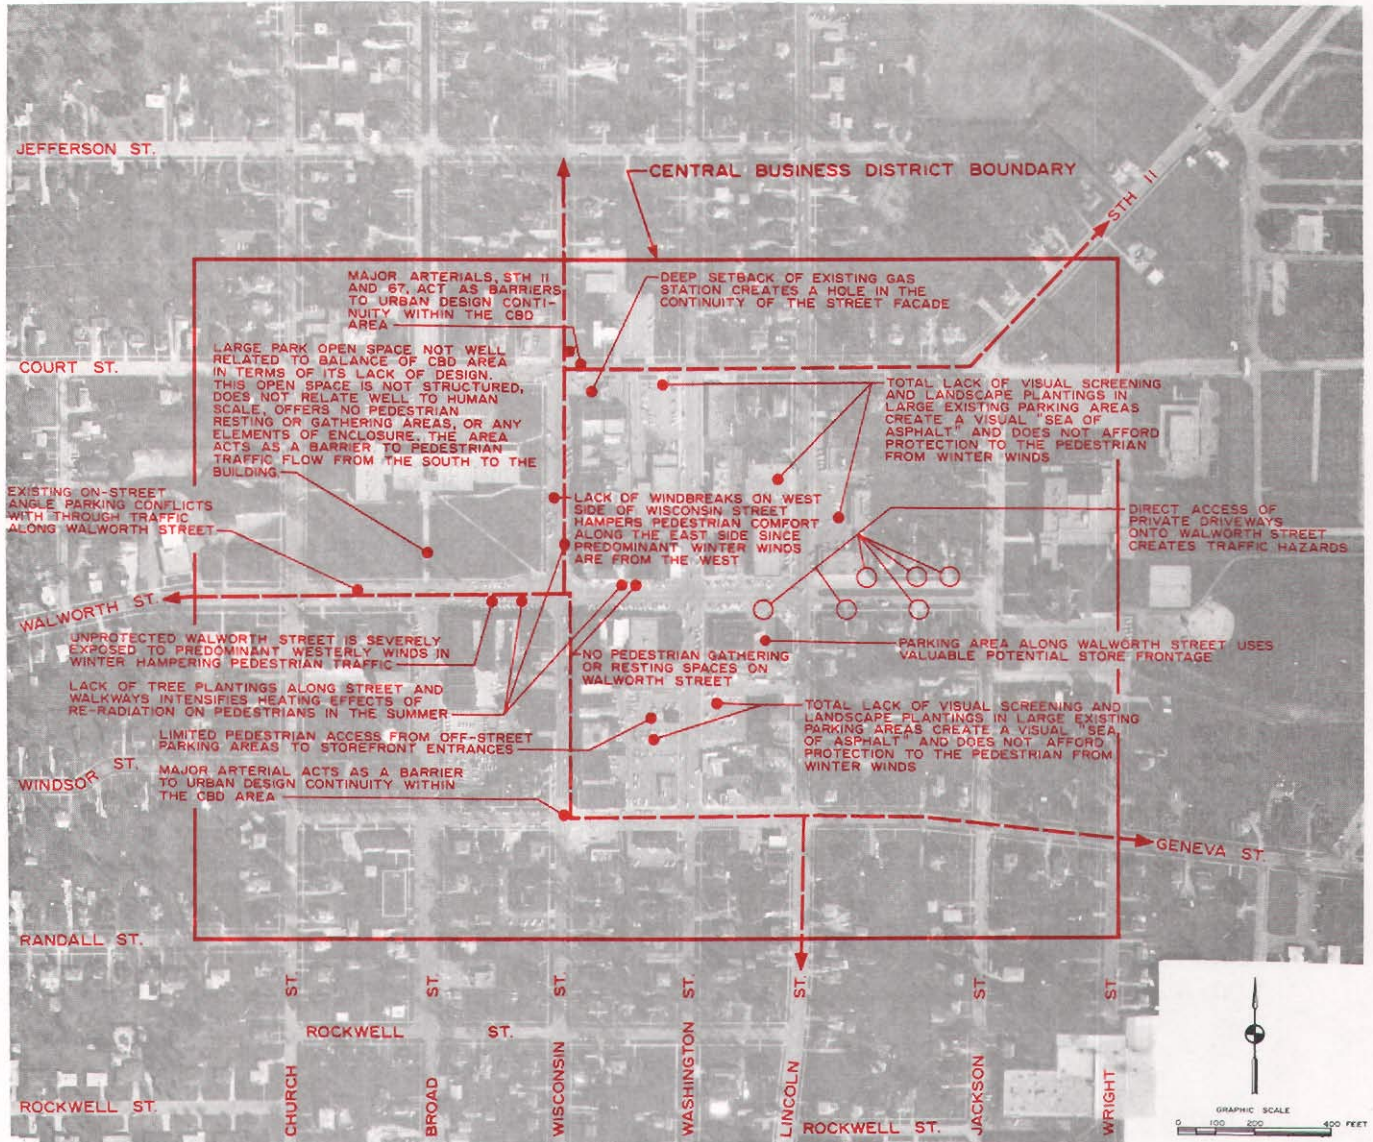 JEFFERSON ST.
CENTRAL BUSINESS DISTRICT BOUNDARY
STH 11
MAJOR ARTERIALS, STH 11
AND 67, ACT AS BARRIERS
TO URBAN DESIGN CONTI-
NUITY WITHIN THE CBD
AREA
DEEP SETBACK OF EXISTING GAS
STATION CREATES A HOLE IN THE
CONTINUITY OF THE STREET FACADE
COURT ST.
LARGE PARK OPEN SPACE NOT WELL
RELATED TO BALANCE OF CBD AREA
IN TERMS OF ITS LACK OF DESIGN.
THIS OPEN SPACE IS NOT STRUCTURED,
DOES NOT RELATE WELL TO HUMAN
SCALE, OFFERS NO PEDESTRIAN
RESTING OR GATHERING AREAS, OR ANY
ELEMENTS OF ENCLOSURE. THE AREA
ACTS AS A BARRIER TO PEDESTRIAN
TRAFFIC FLOW FROM THE SOUTH TO THE
BUILDING
TOTAL LACK OF VISUAL SCREENING
AND LANDSCAPE PLANTINGS IN
LARGE EXISTING PARKING AREAS
CREATE A VISUAL "SEA OF
ASPHALT" AND DOES NOT AFFORD
PROTECTION TO THE PEDESTRIAN
FROM WINTER WINDS
EXISTING ON-STREET
ANGLE PARKING CONFLICTS
WITH THROUGH TRAFFIC
ALONG WALWORTH STREET
LACK OF WINDBREAKS ON WEST
SIDE OF WISCONSIN STREET
HAMPERS PEDESTRIAN COMFORT
ALONG THE EAST SIDE SINCE
PREDOMINANT WINTER WINDS
ARE FROM THE WEST
DIRECT ACCESS OF
PRIVATE DRIVEWAYS
ONTO WALWORTH STREET
CREATES TRAFFIC HAZARDS
WALWORTH ST.
UNPROTECTED WALWORTH STREET IS SEVERELY
EXPOSED TO PREDOMINANT WESTERLY WINDS IN
WINTER HAMPERING PEDESTRIAN TRAFFIC
NO PEDESTRIAN GATHERING
OR RESTING SPACES ON
WALWORTH STREET
PARKING AREA ALONG WALWORTH STREET USES
VALUABLE POTENTIAL STORE FRONTAGE
LACK OF TREE PLANTINGS ALONG STREET AND
WALKWAYS INTENSIFIES HEATING EFFECTS OF
RE-RADIATION ON PEDESTRIANS IN THE SUMMER
TOTAL LACK OF VISUAL SCREENING AND
LANDSCAPE PLANTINGS IN LARGE EXISTING
PARKING AREAS CREATE A VISUAL "SEA
OF ASPHALT" AND DOES NOT AFFORD
PROTECTION TO THE PEDESTRIAN FROM
WINTER WINDS
LIMITED PEDESTRIAN ACCESS FROM OFF-STREET
PARKING AREAS TO STOREFRONT ENTRANCES
WINDSOR ST.
MAJOR ARTERIAL ACTS AS A BARRIER
TO URBAN DESIGN CONTINUITY WITHIN
THE CBD AREA
GENEVA ST.
RANDALL ST.
ROCKWELL ST.
ROCKWELL ST.
CHURCH ST.
BROAD ST.
WISCONSIN ST.
WASHINGTON ST.
LINCOLN ST.
JACKSON ST.
WRIGHT ST
ROCKWELL ST.
GRAPHIC SCALE
0 100 200 400 FEET